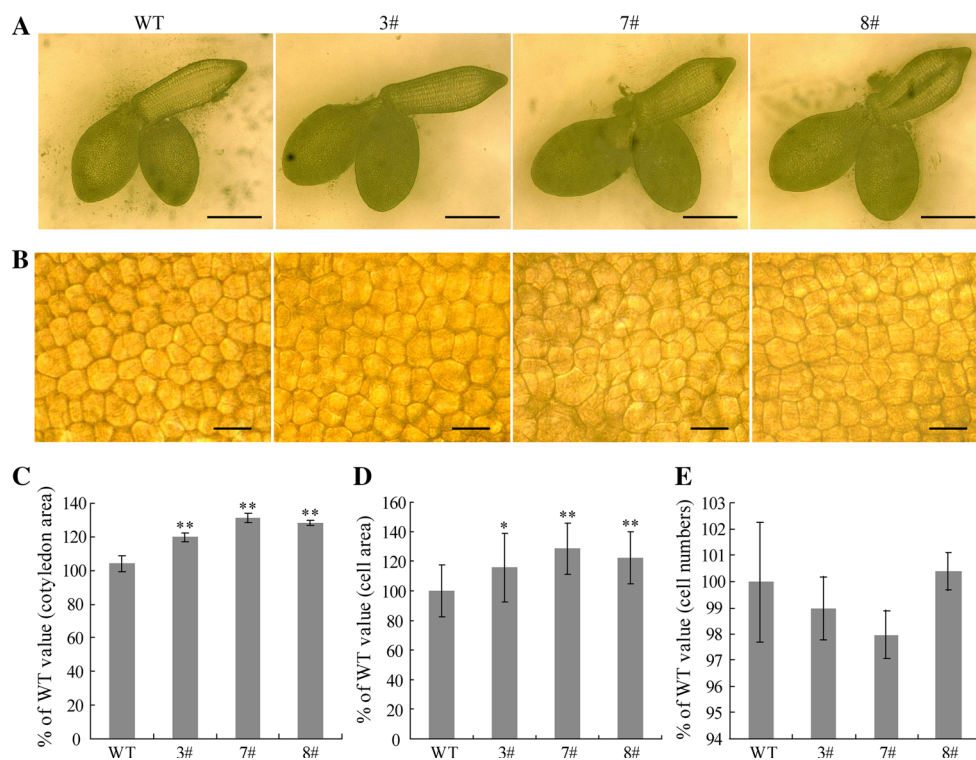 WT 3# 7# 8#
A
B
C
% of WT value (cotyledon area)
140
120
100
80
60
40
20
0
** ** **
WT 3# 7# 8#
D
% of WT value (cell area)
160
140
120
100
80
60
40
20
0
* ** **
WT 3# 7# 8#
E
% of WT value (cell numbers)
103
102
101
100
99
98
97
96
95
94
WT 3# 7# 8#